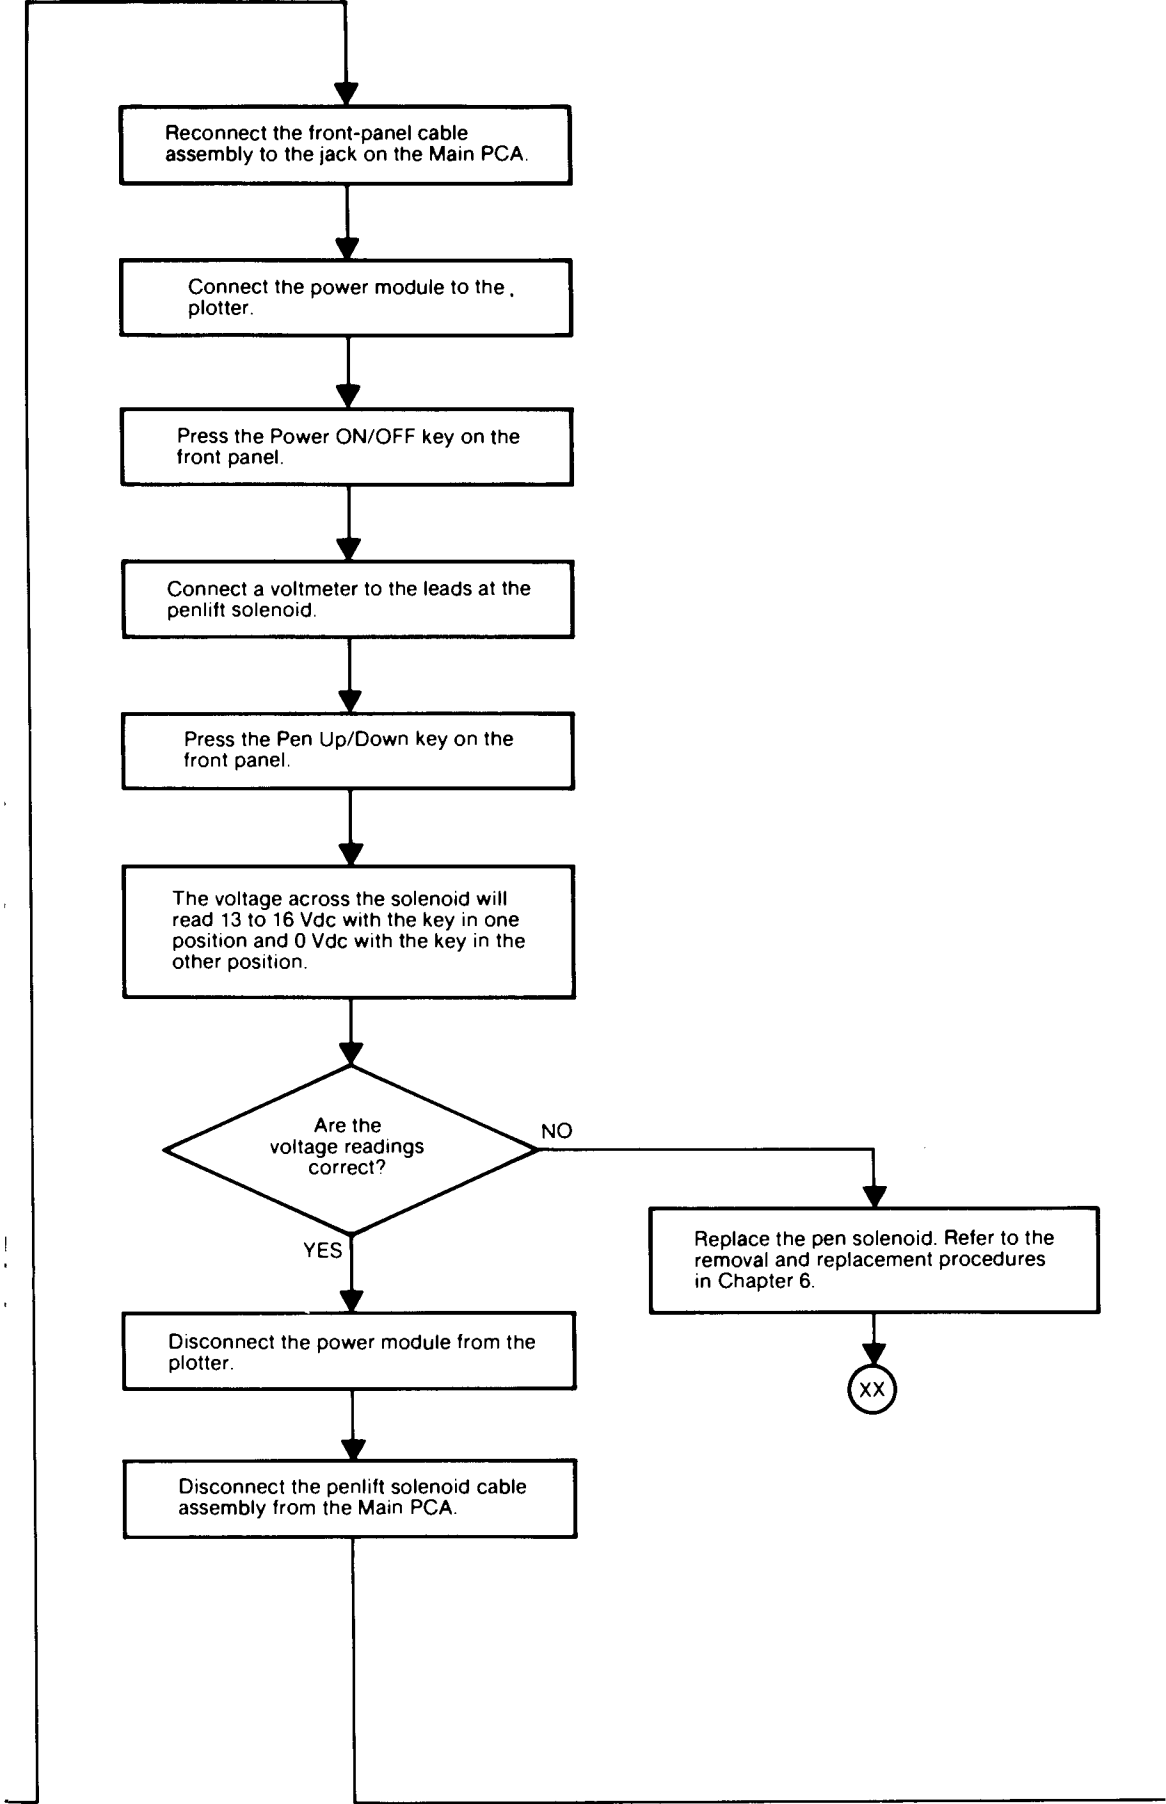 Reconnect the front-panel cable
assembly to the jack on the Main PCA.
Connect the power module to the
plotter.
Press the Power ON/OFF key on the
front panel.
Connect a voltmeter to the leads at the
penlift solenoid.
Press the Pen Up/Down key on the
front panel.
The voltage across the solenoid will
read 13 to 16 Vdc with the key in one
position and 0 Vdc with the key in the
other position.
Are the
voltage readings
correct?
NO
YES
Replace the pen solenoid. Refer to the
removal and replacement procedures
in Chapter 6.
XX
Disconnect the power module from the
plotter.
Disconnect the penlift solenoid cable
assembly from the Main PCA.